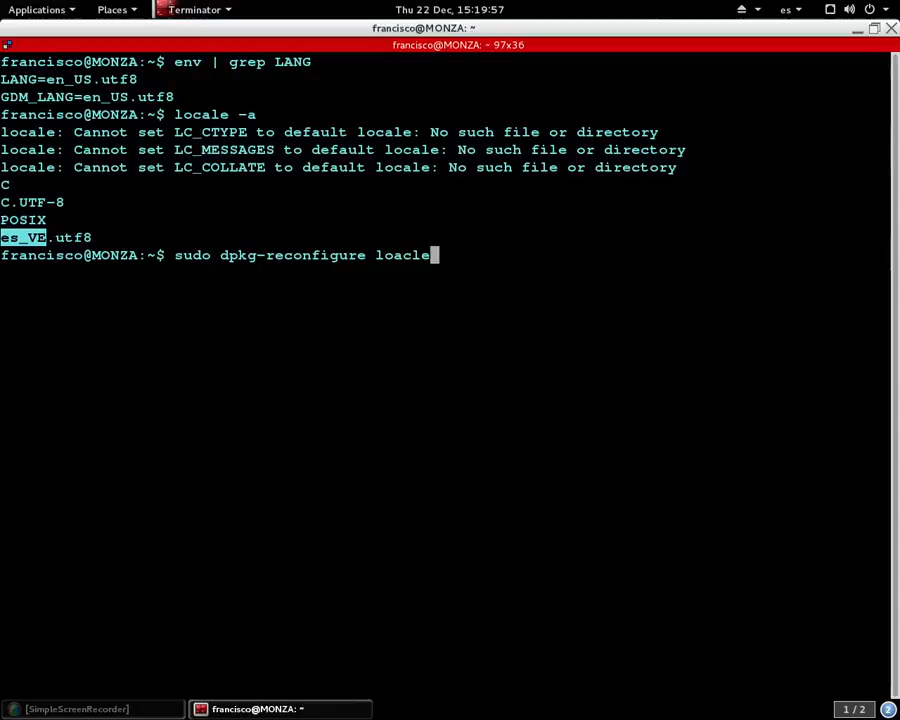 Applications Places Terminator Thu 22 Dec, 15:19:57 es
francisco@MONZA: ~
francisco@MONZA: ~ 97x36
francisco@MONZA:~$ env | grep LANG
LANG=en_US.utf8
GDM_LANG=en_US.utf8
francisco@MONZA:~$ locale -a
locale: Cannot set LC_CTYPE to default locale: No such file or directory
locale: Cannot set LC_MESSAGES to default locale: No such file or directory
locale: Cannot set LC_COLLATE to default locale: No such file or directory
C
C.UTF-8
POSIX
es_VE.utf8
francisco@MONZA:~$ sudo dpkg-reconfigure loacle
[SimpleScreenRecorder] francisco@MONZA: ~ 1 / 2 2